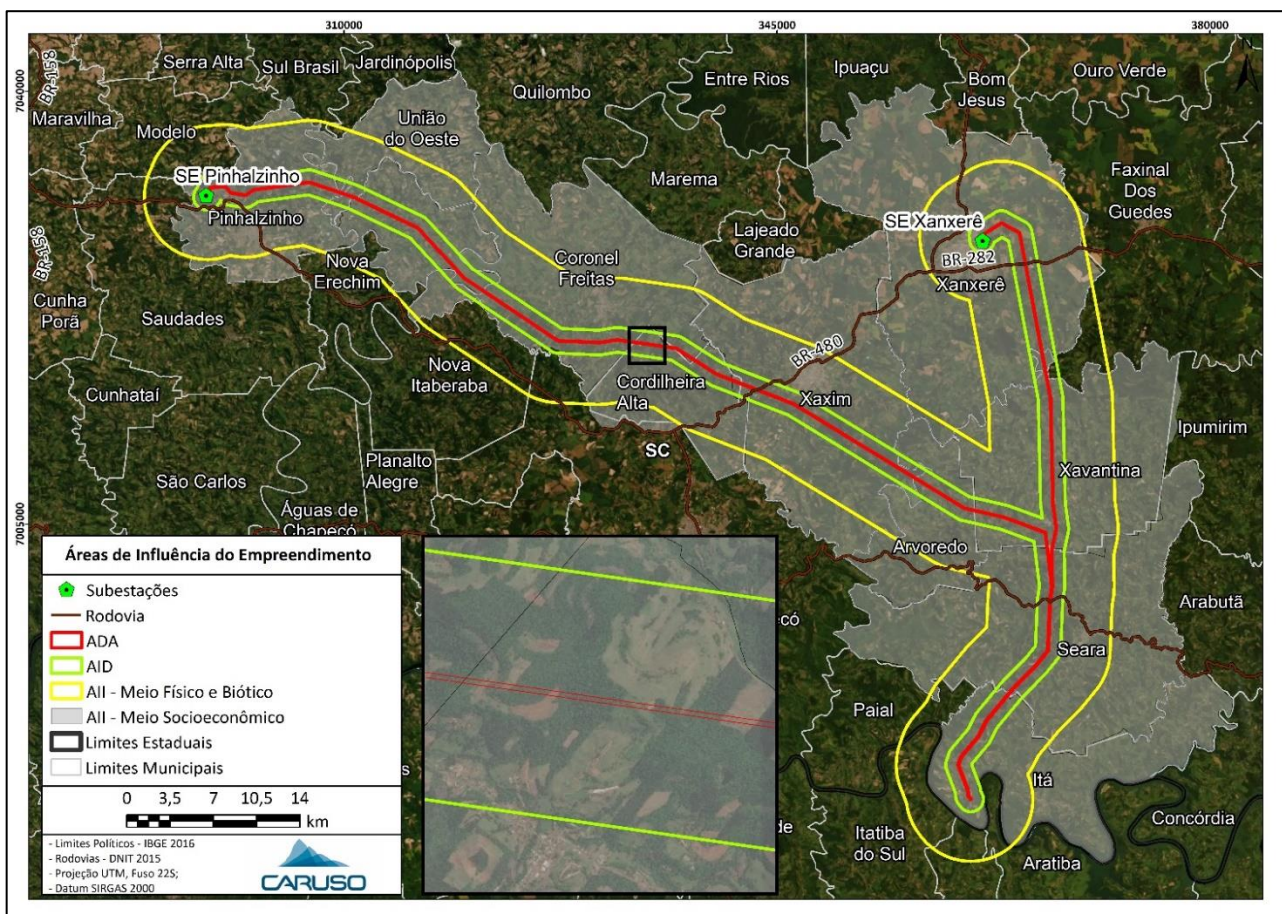 310000
345000
380000
7040000
7005000
BR-158
Serra Alta
Sul Brasil
Jardinópolis
Maravilha
Modelo
União
do Oeste
Quilombo
Entre Rios
Ipuaçu
Bom
Jesus
Ouro Verde
SE Pinhalzinho
Pinhalzinho
Marema
Lajeado
Grande
SE Xanxerê
BR-282
Xanxerê
Faxinal
Dos
Guedes
BR-158
Nova
Erechim
Coronel
Freitas
Cunha
Porã
Saudades
Nova
Itaberaba
BR-480
Cordilheira
Alta
Xaxim
Cunhataí
SC
Ipumirim
Planalto
Alegre
Xavantina
São Carlos
Águas de
Chapecó
Arvoredo
Arabutã
Seara
Paial
Itá
Itatiba
do Sul
Concórdia
Aratiba
Áreas de Influência do Empreendimento
Subestações
Rodovia
ADA
AID
AII - Meio Físico e Biótico
AII - Meio Socioeconômico
Limites Estaduais
Limites Municipais
0 3,5 7 10,5 14
km
- Limites Políticos - IBGE 2016
- Rodovias - DNIT 2015
- Projeção UTM, Fuso 22S;
- Datum SIRGAS 2000
CARUSO